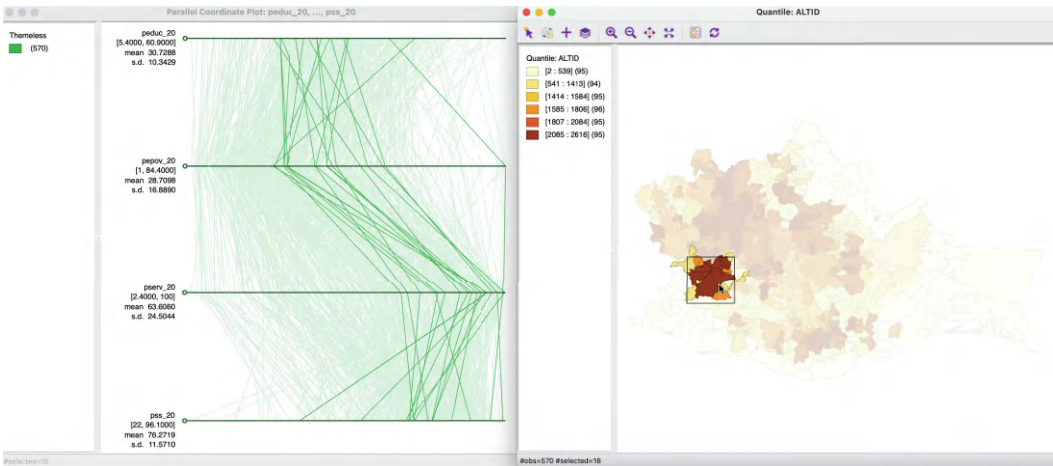 Parallel Coordinate Plot: peduc_20, ..., pss_20
Themeless
(570)
peduc_20
[5.4000, 60.9000]
mean 30.7288
s.d. 10.3429
pepov_20
[1, 84.4000]
mean 28.7098
s.d. 16.8890
pserv_20
[2.4000, 100]
mean 63.6060
s.d. 24.5044
pss_20
[22, 96.1000]
mean 76.2719
s.d. 11.5710
#selected=18
Quantile: ALTID
Quantile: ALTID
[2 : 539] (95)
[541 : 1413] (94)
[1414 : 1584] (95)
[1585 : 1806] (96)
[1807 : 2084] (95)
[2085 : 2616] (95)
#obs=570 #selected=18